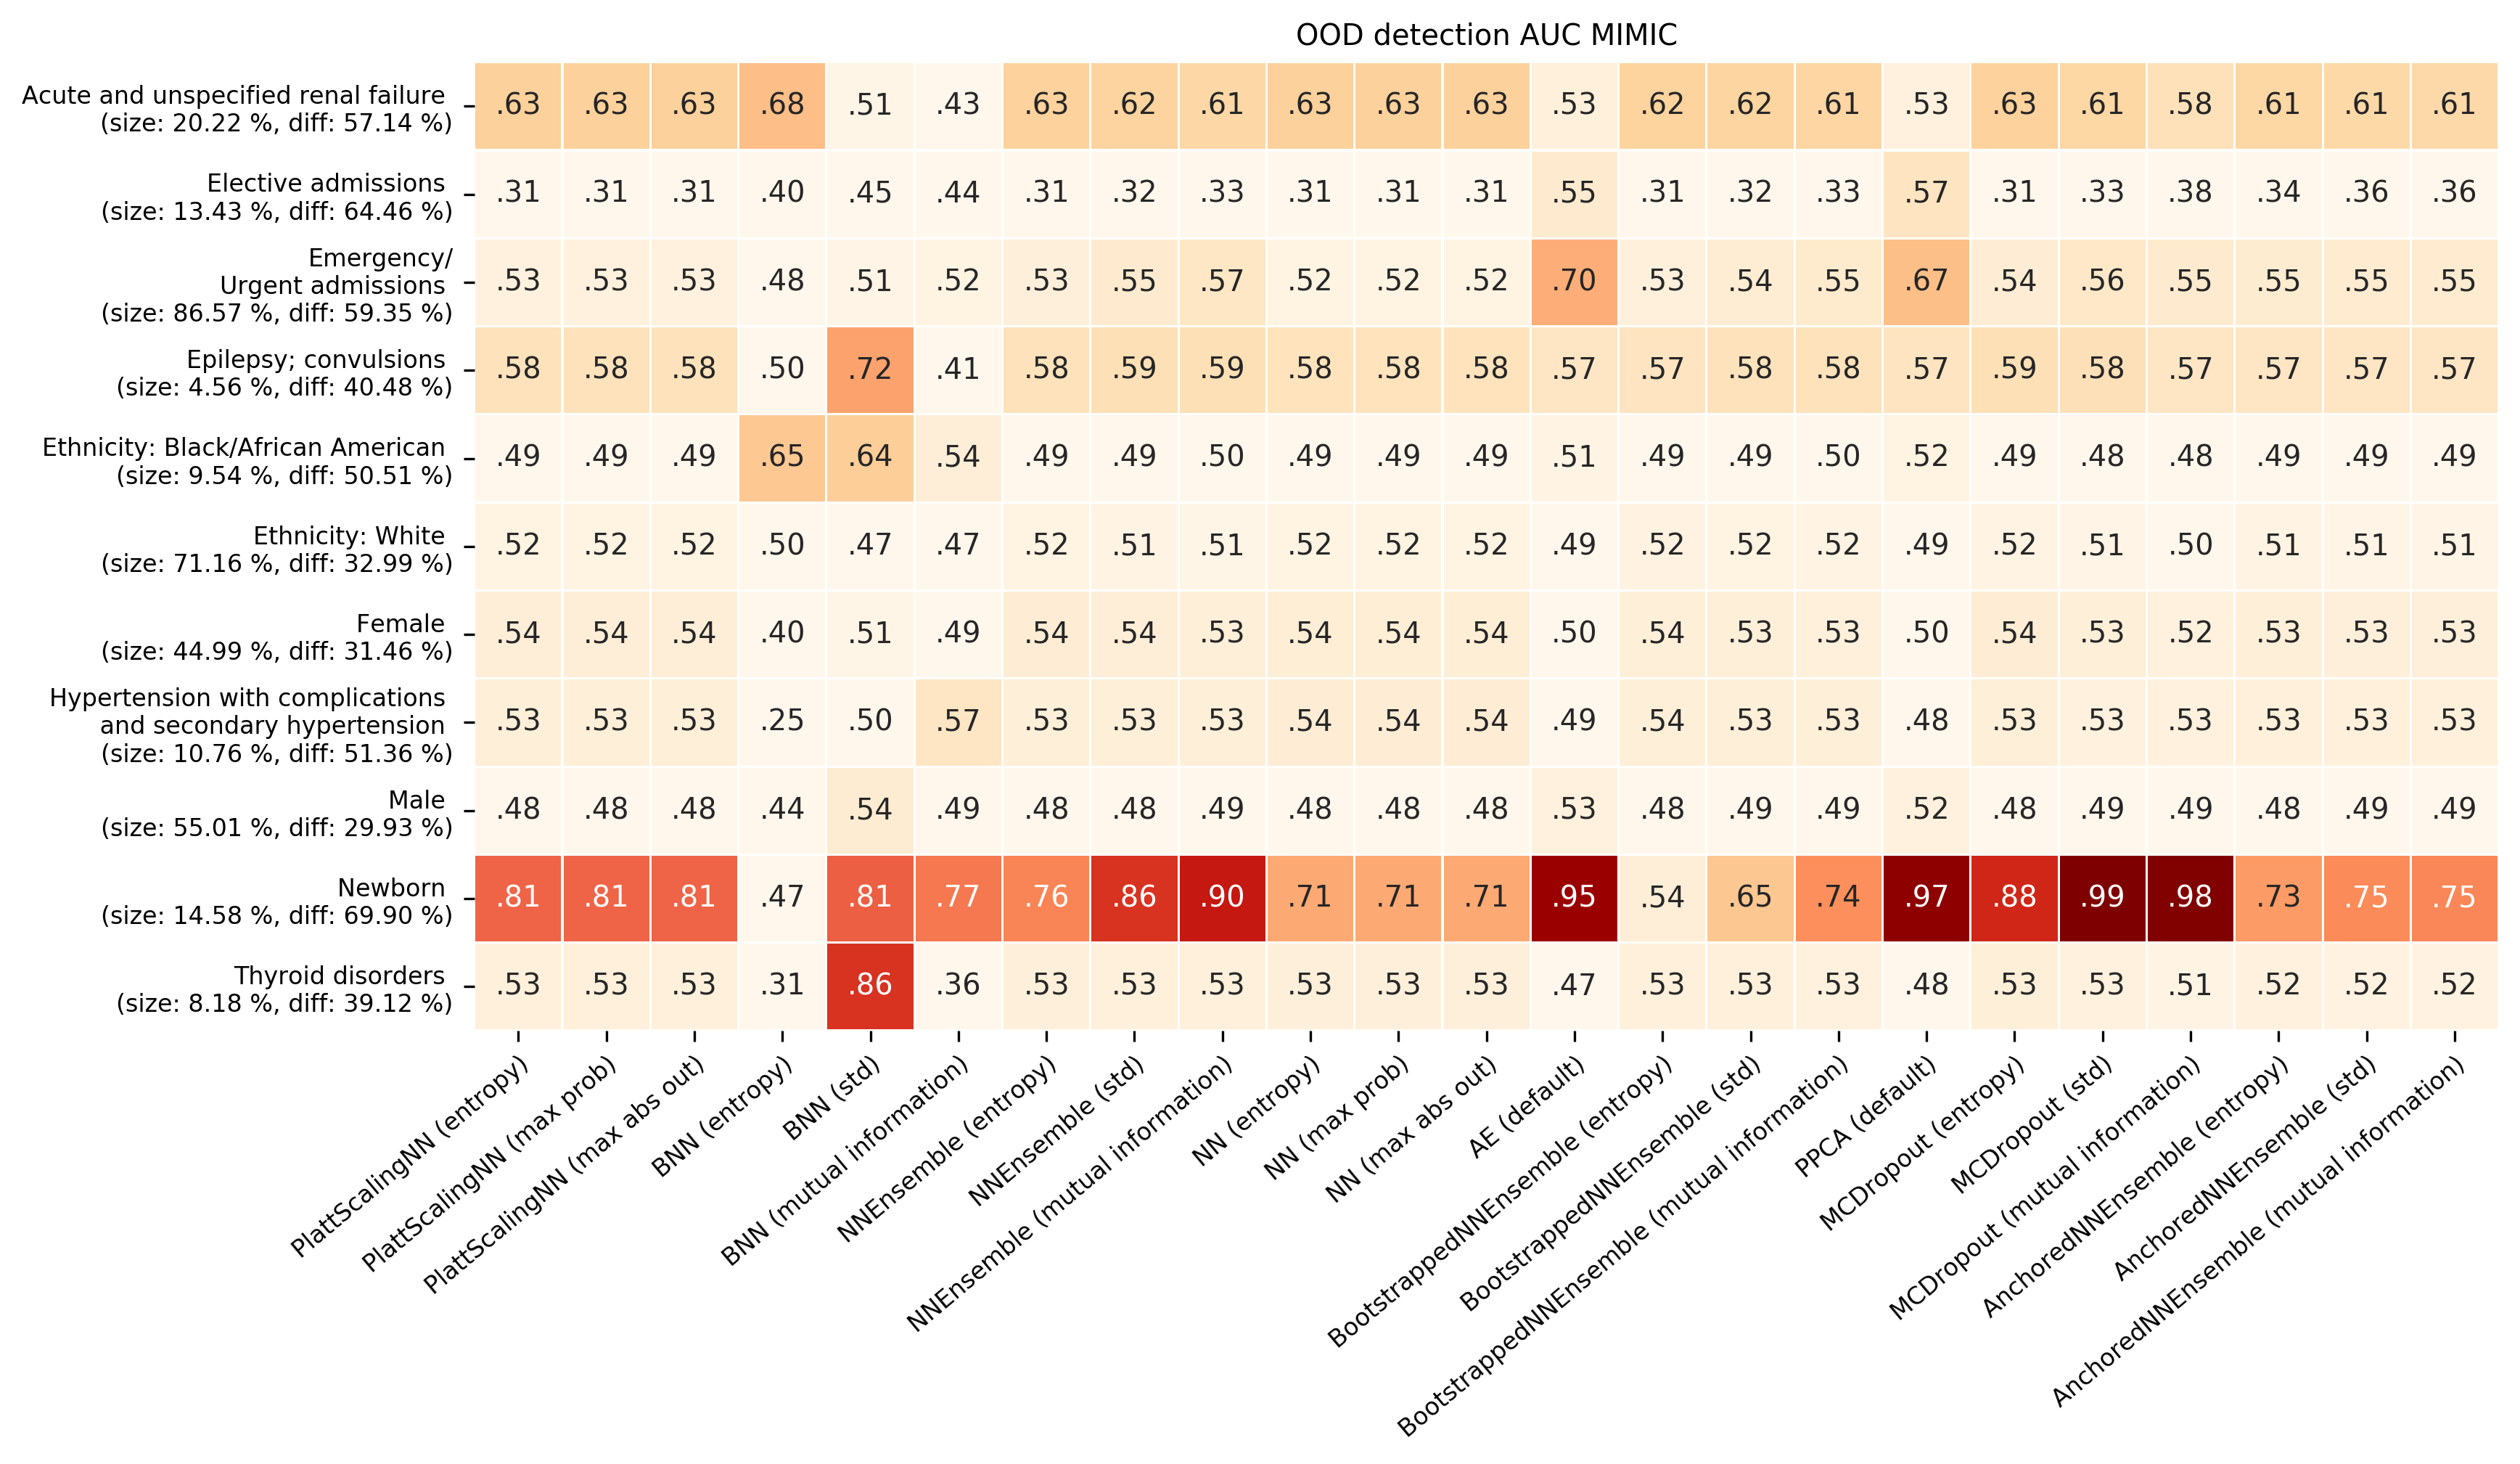 OOD detection AUC MIMIC
Acute and unspecified renal failure
(size: 20.22 %, diff: 57.14 %)
.63 .63 .63 .68 .51 .43 .63 .62 .61 .63 .63 .63 .53 .62 .62 .61 .53 .63 .61 .58 .61 .61 .61
Elective admissions
(size: 13.43 %, diff: 64.46 %)
.31 .31 .31 .40 .45 .44 .31 .32 .33 .31 .31 .31 .55 .31 .32 .33 .57 .31 .33 .38 .34 .36 .36
Emergency/
Urgent admissions
(size: 86.57 %, diff: 59.35 %)
.53 .53 .53 .48 .51 .52 .53 .55 .57 .52 .52 .52 .70 .53 .54 .55 .67 .54 .56 .55 .55 .55 .55
Epilepsy; convulsions
(size: 4.56 %, diff: 40.48 %)
.58 .58 .58 .50 .72 .41 .58 .59 .59 .58 .58 .58 .57 .57 .58 .58 .57 .59 .58 .57 .57 .57 .57
Ethnicity: Black/African American
(size: 9.54 %, diff: 50.51 %)
.49 .49 .49 .65 .64 .54 .49 .49 .50 .49 .49 .49 .51 .49 .49 .50 .52 .49 .48 .48 .49 .49 .49
Ethnicity: White
(size: 71.16 %, diff: 32.99 %)
.52 .52 .52 .50 .47 .47 .52 .51 .51 .52 .52 .52 .49 .52 .52 .52 .49 .52 .51 .50 .51 .51 .51
Female
(size: 44.99 %, diff: 31.46 %)
.54 .54 .54 .40 .51 .49 .54 .54 .53 .54 .54 .54 .50 .54 .53 .53 .50 .54 .53 .52 .53 .53 .53
Hypertension with complications
and secondary hypertension
(size: 10.76 %, diff: 51.36 %)
.53 .53 .53 .25 .50 .57 .53 .53 .53 .54 .54 .54 .49 .54 .53 .53 .48 .53 .53 .53 .53 .53 .53
Male
(size: 55.01 %, diff: 29.93 %)
.48 .48 .48 .44 .54 .49 .48 .48 .49 .48 .48 .48 .53 .48 .49 .49 .52 .48 .49 .49 .48 .49 .49
Newborn
(size: 14.58 %, diff: 69.90 %)
.81 .81 .81 .47 .81 .77 .76 .86 .90 .71 .71 .71 .95 .54 .65 .74 .97 .88 .99 .98 .73 .75 .75
Thyroid disorders
(size: 8.18 %, diff: 39.12 %)
.53 .53 .53 .31 .86 .36 .53 .53 .53 .53 .53 .53 .47 .53 .53 .53 .48 .53 .53 .51 .52 .52 .52
PlattScalingNN (entropy)
PlattScalingNN (max prob)
PlattScalingNN (max abs out)
BNN (entropy)
BNN (std)
BNN (mutual information)
NNEnsemble (entropy)
NNEnsemble (std)
NNEnsemble (mutual information)
NN (entropy)
NN (max prob)
NN (max abs out)
AE (default)
BootstrappedNNEnsemble (entropy)
BootstrappedNNEnsemble (std)
BootstrappedNNEnsemble (mutual information)
PPCA (default)
MCDropout (entropy)
MCDropout (std)
MCDropout (mutual information)
AnchoredNNEnsemble (entropy)
AnchoredNNEnsemble (std)
AnchoredNNEnsemble (mutual information)